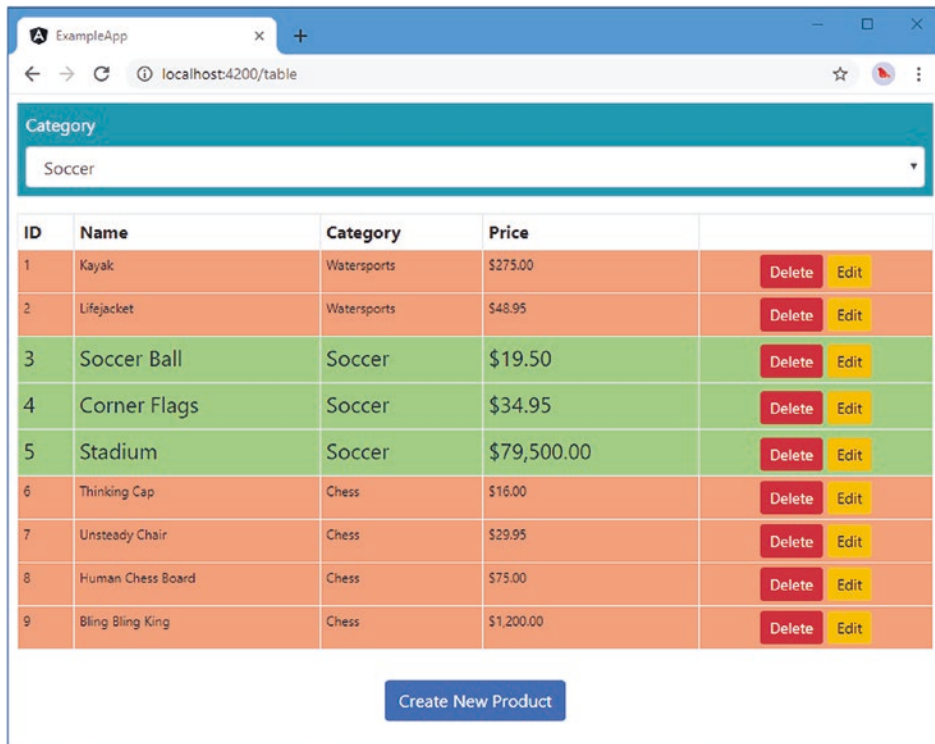 ExampleApp
localhost:4200/table
Category
Soccer
ID Name Category Price
1 Kayak Watersports $275.00 Delete Edit
2 Lifejacket Watersports $48.95 Delete Edit
3 Soccer Ball Soccer $19.50 Delete Edit
4 Corner Flags Soccer $34.95 Delete Edit
5 Stadium Soccer $79,500.00 Delete Edit
6 Thinking Cap Chess $16.00 Delete Edit
7 Unsteady Chair Chess $29.95 Delete Edit
8 Human Chess Board Chess $75.00 Delete Edit
9 Bling Bling King Chess $1,200.00 Delete Edit
Create New Product